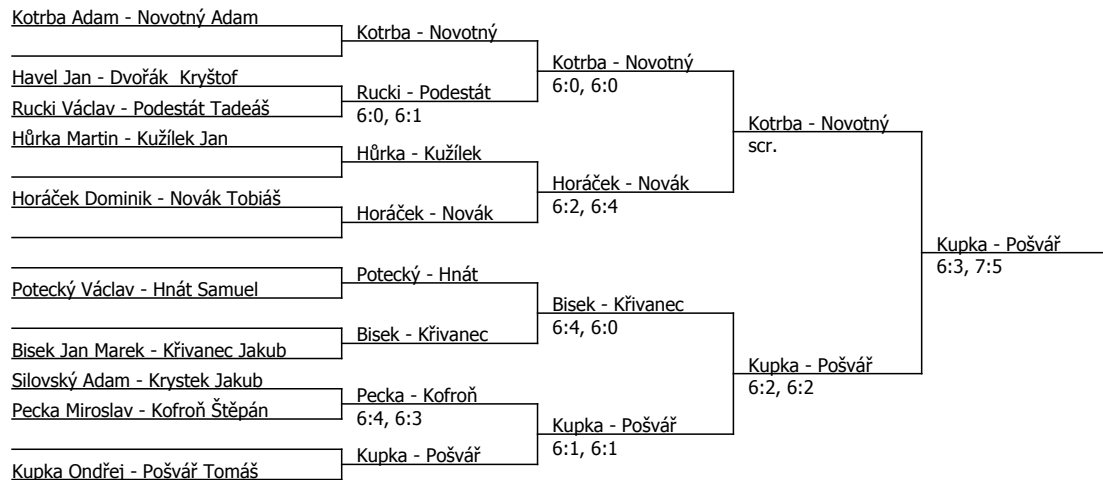 Kotrba Adam - Novotný Adam
Kotrba - Novotný
Kotrba - Novotný
6:0, 6:0
Havel Jan - Dvořák  Kryštof
Rucki - Podestát
6:0, 6:1
Rucki Václav - Podestát Tadeáš
Kotrba - Novotný
scr.
Hůrka Martin - Kužílek Jan
Hůrka - Kužílek
Horáček - Novák
6:2, 6:4
Horáček Dominik - Novák Tobiáš
Horáček - Novák
Kupka - Pošvář
6:3, 7:5
Potecký - Hnát
Potecký Václav - Hnát Samuel
Bisek - Křivanec
6:4, 6:0
Bisek - Křivanec
Bisek Jan Marek - Křivanec Jakub
Kupka - Pošvář
6:2, 6:2
Silovský Adam - Krystek Jakub
Pecka - Kofroň
6:4, 6:3
Pecka Miroslav - Kofroň Štěpán
Kupka - Pošvář
6:1, 6:1
Kupka - Pošvář
Kupka Ondřej - Pošvář Tomáš